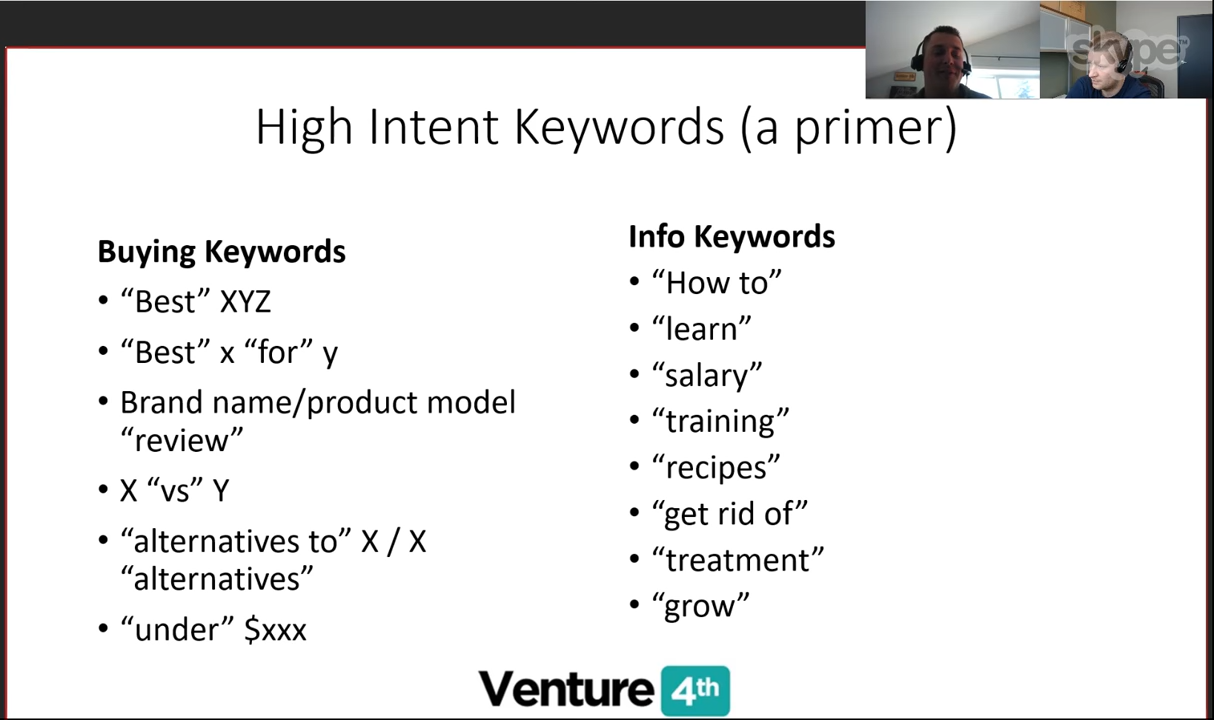 skype™
High Intent Keywords (a primer)
Buying Keywords
• “Best” XYZ
• “Best” x “for” y
• Brand name/product model
“review”
• X “vs” Y
• “alternatives to” X / X
“alternatives”
• “under” $xxx
Info Keywords
• “How to”
• “learn”
• “salary”
• “training”
• “recipes”
• “get rid of”
• “treatment”
• “grow”
Venture 4th